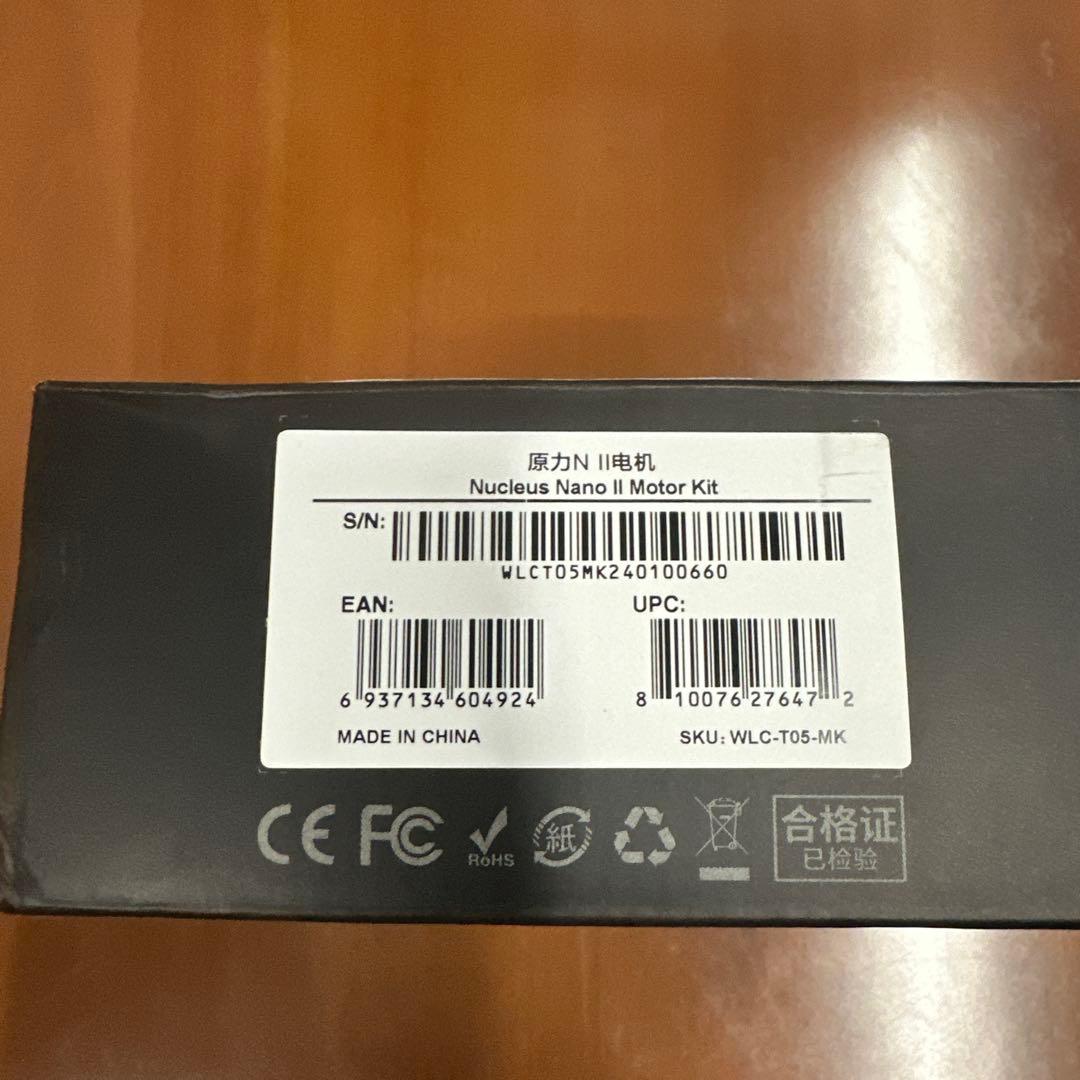 原力N II电机
Nucleus Nano II Motor Kit
S/N:
WLCT05MK240100660
EAN: UPC:
6 937134 604924 8 10076 27647 2
MADE IN CHINA SKU: WLC-T05-MK
CE FC RoHS 紙 合格证
已检验